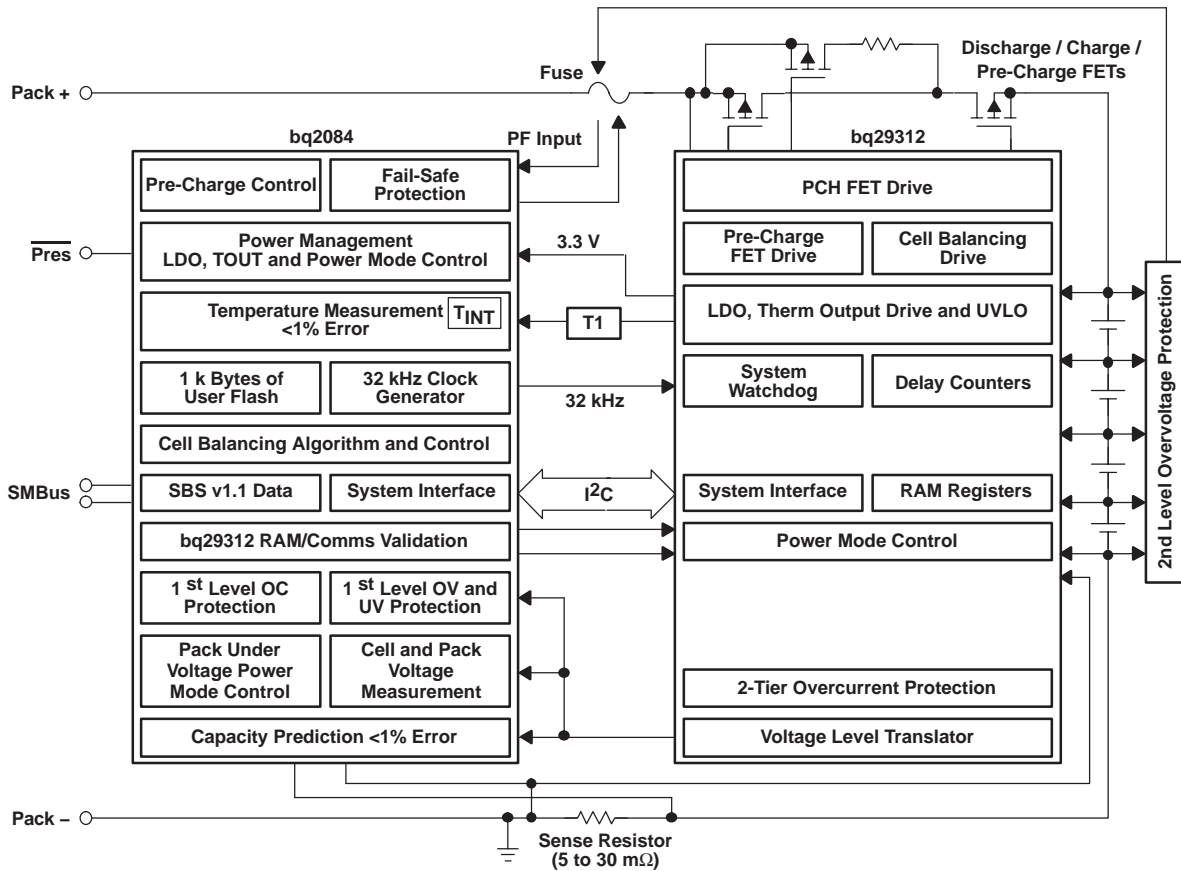 Discharge / Charge /
Pre-Charge FETs
Fuse
Pack +
bq2084
PF Input
bq29312
Pre-Charge Control
Fail-Safe
Protection
PCH FET Drive
Pres
Power Management
LDO, TOUT and Power Mode Control
3.3 V
Pre-Charge
FET Drive
Cell Balancing
Drive
Temperature Measurement
<1% Error
TINT
T1
LDO, Therm Output Drive and UVLO
1 k Bytes of
User Flash
32 kHz Clock
Generator
32 kHz
System
Watchdog
Delay Counters
2nd Level Overvoltage Protection
Cell Balancing Algorithm and Control
SMBus
SBS v1.1 Data
System Interface
I2C
System Interface
RAM Registers
bq29312 RAM/Comms Validation
Power Mode Control
1 st Level OC
Protection
1 st Level OV and
UV Protection
Pack Under
Voltage Power
Mode Control
Cell and Pack
Voltage
Measurement
2-Tier Overcurrent Protection
Capacity Prediction <1% Error
Voltage Level Translator
Pack –
Sense Resistor
(5 to 30 mΩ)